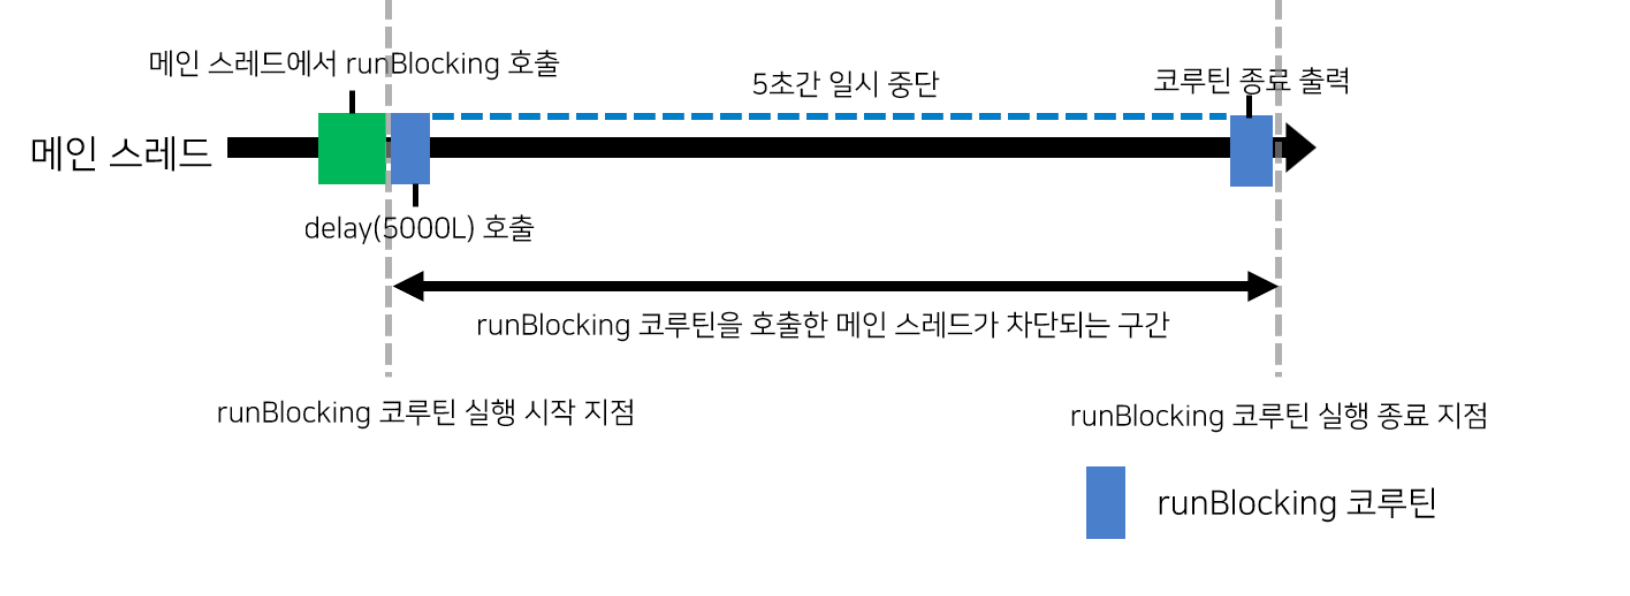 메인 스레드에서 runBlocking 호출
5초간 일시 중단
코루틴 종료 출력
메인 스레드
delay(5000L) 호출
runBlocking 코루틴을 호출한 메인 스레드가 차단되는 구간
runBlocking 코루틴 실행 시작 지점
runBlocking 코루틴 실행 종료 지점
runBlocking 코루틴